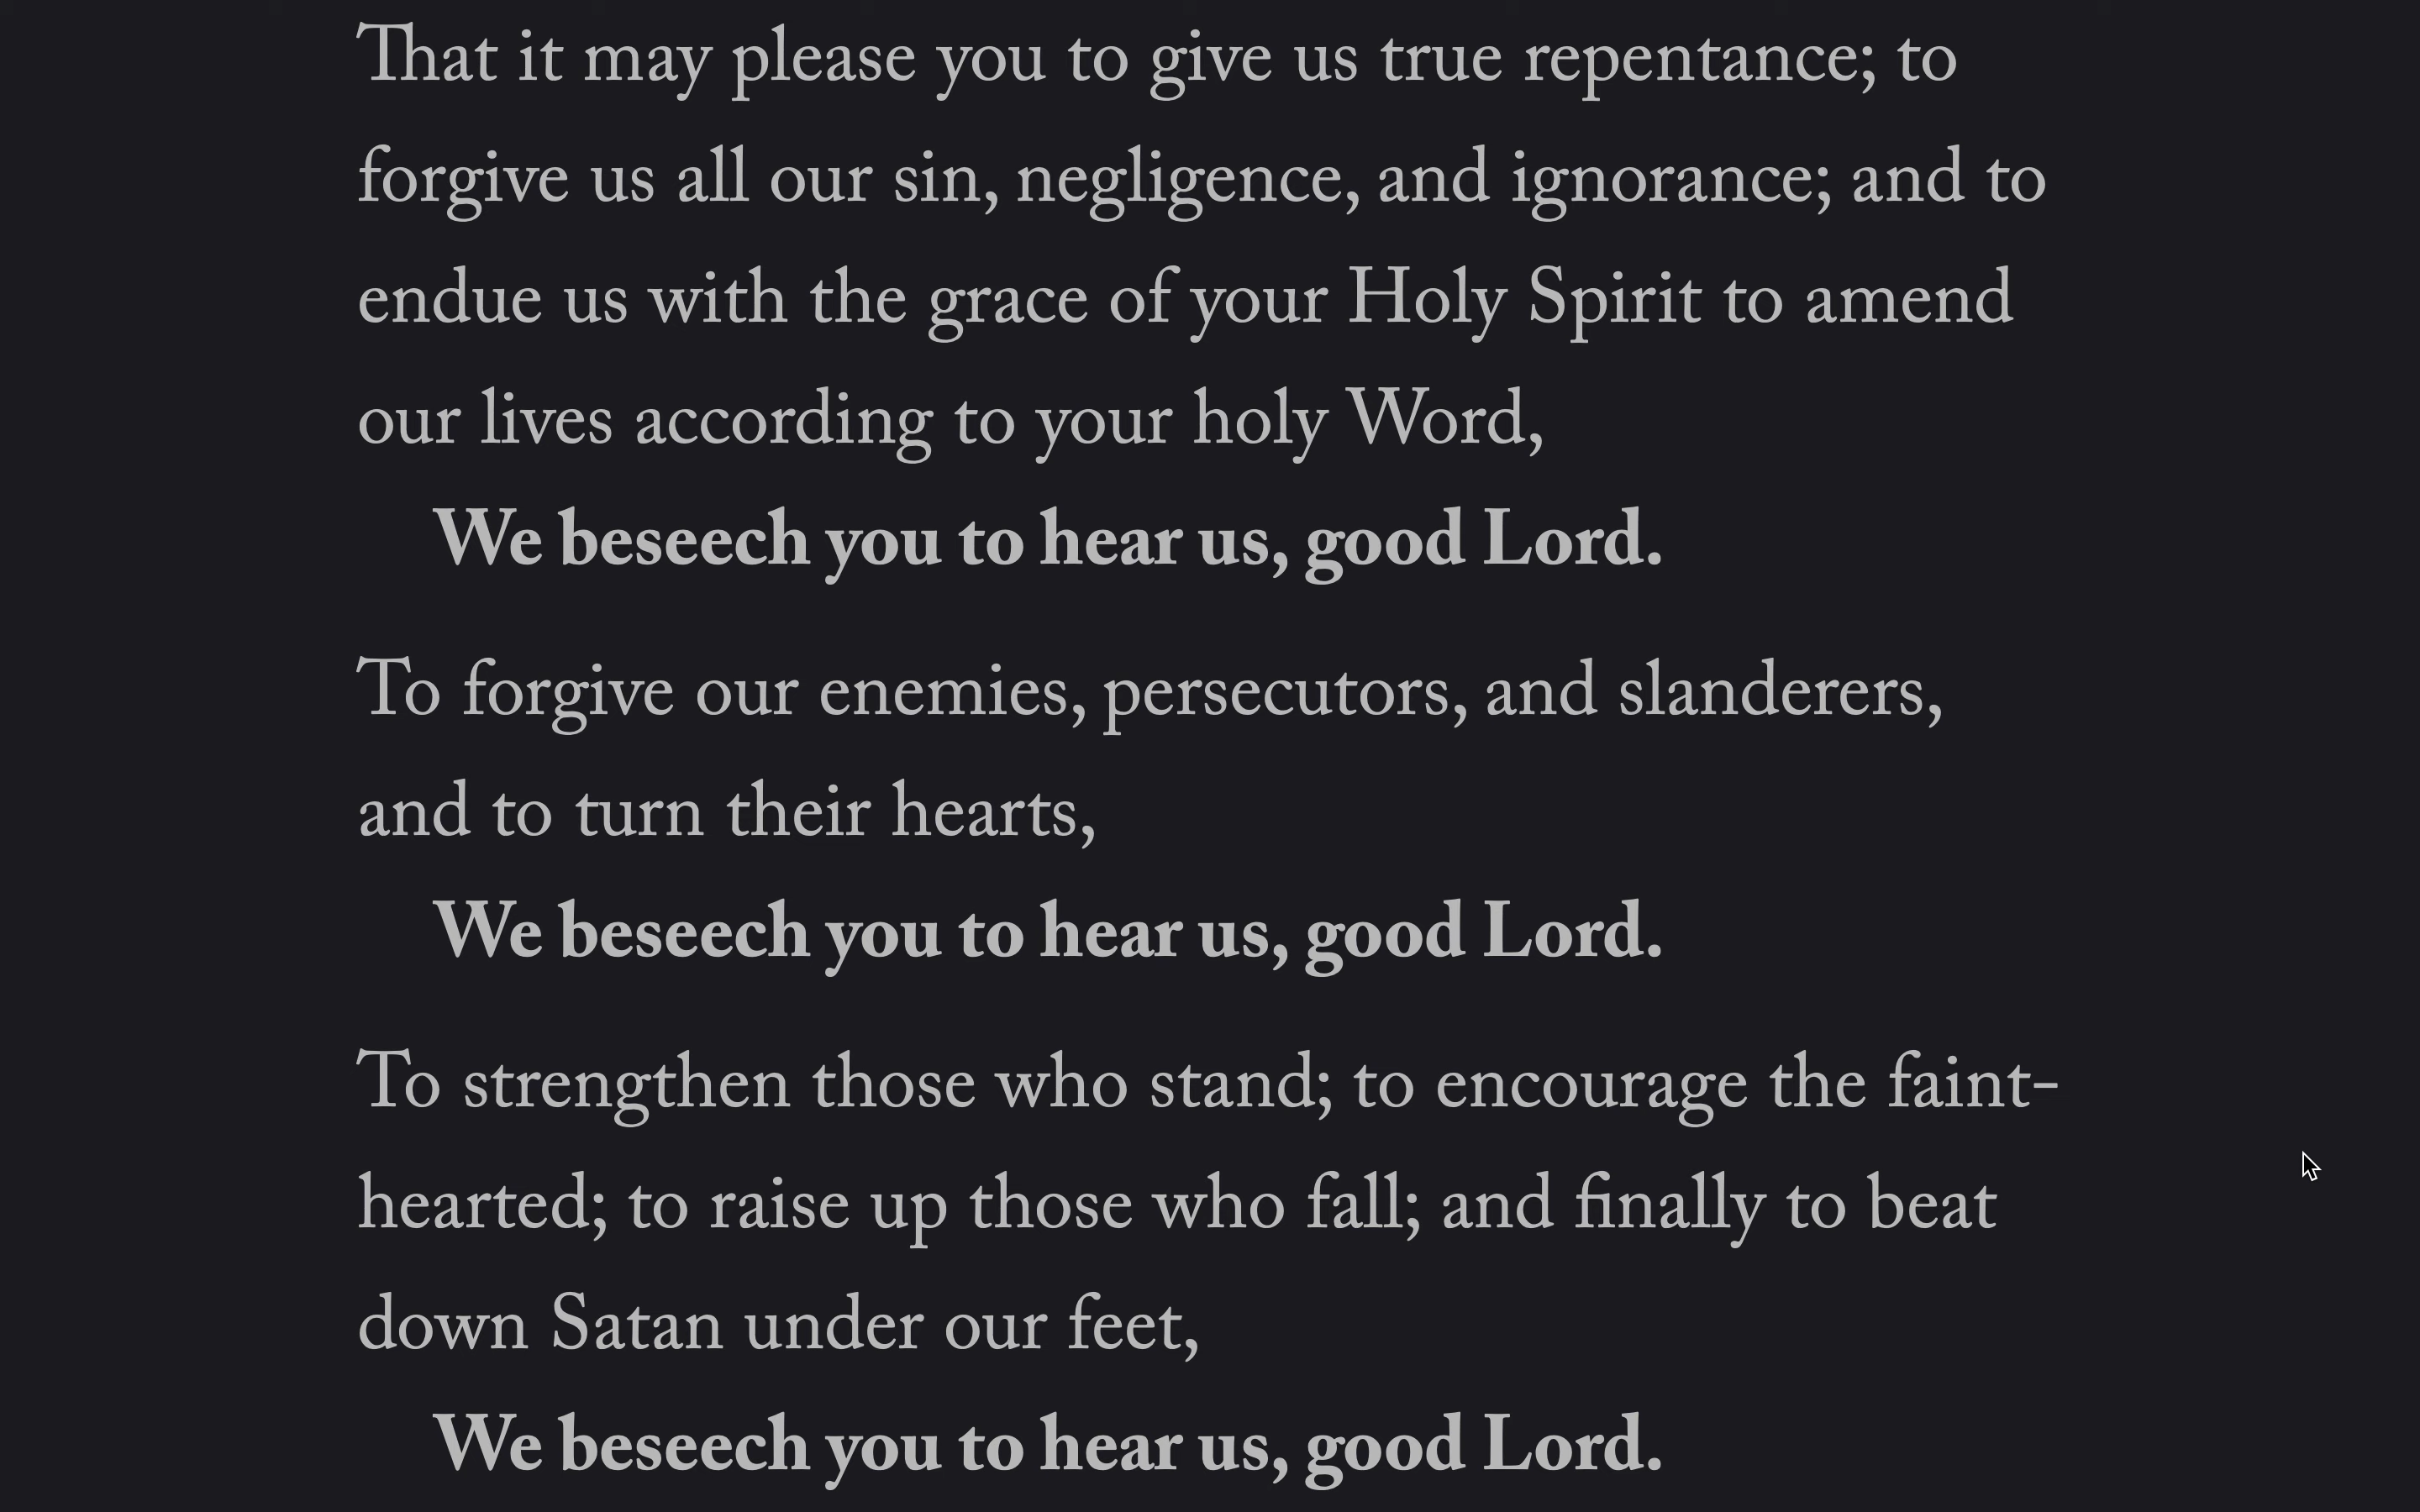 That it may please you to give us true repentance; to
forgive us all our sin, negligence, and ignorance; and to
endue us with the grace of your Holy Spirit to amend
our lives according to your holy Word,
We beseech you to hear us, good Lord.
To forgive our enemies, persecutors, and slanderers,
and to turn their hearts,
We beseech you to hear us, good Lord.
To strengthen those who stand; to encourage the faint-
hearted; to raise up those who fall; and finally to beat
down Satan under our feet,
We beseech you to hear us, good Lord.